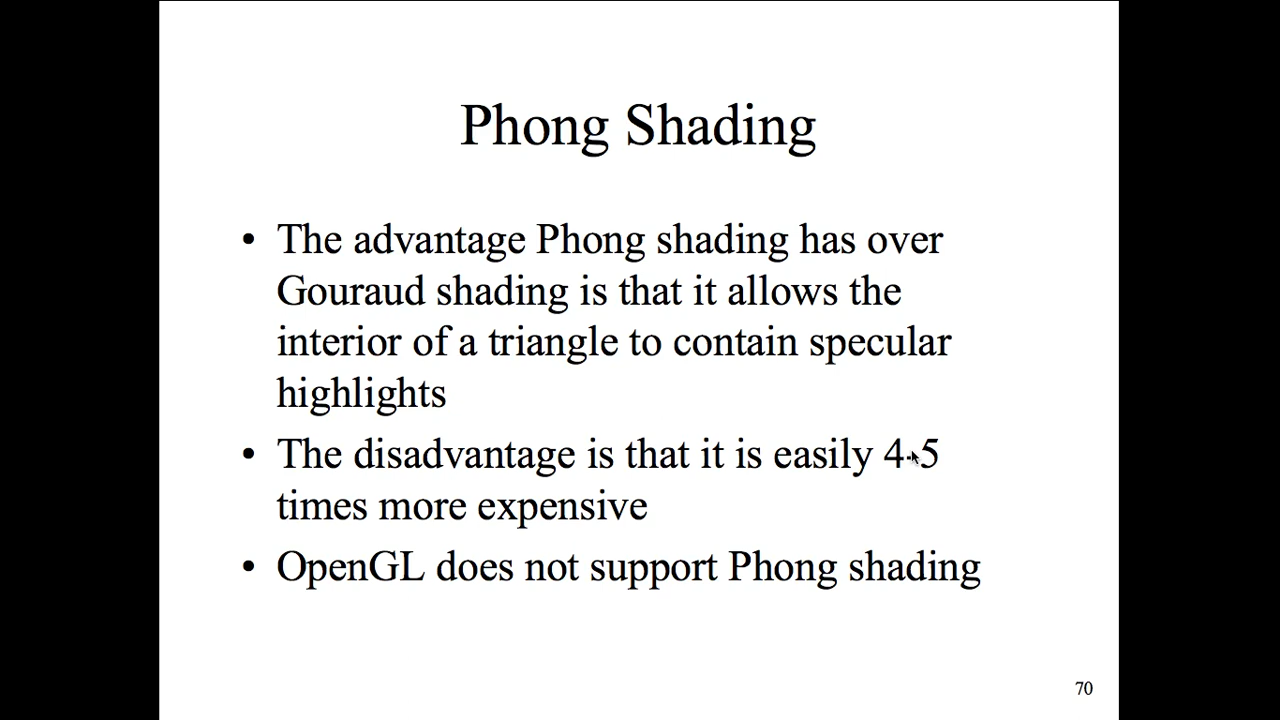 Phong Shading
• The advantage Phong shading has over
Gouraud shading is that it allows the
interior of a triangle to contain specular
highlights
• The disadvantage is that it is easily 4-5
times more expensive
• OpenGL does not support Phong shading
70